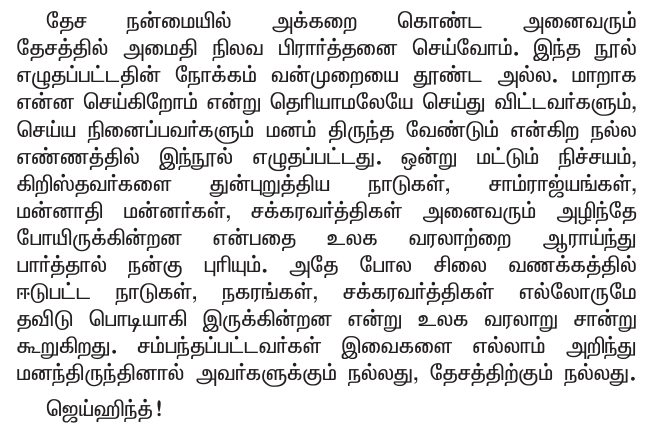 தேச நன்மையில் அக்கறை கொண்ட அனைவரும்
தேசத்தில் அமைதி நிலவ பிரார்த்தனை செய்வோம். இந்த நூல்
எழுதப்பட்டதின் நோக்கம் வன்முறையை தூண்ட அல்ல. மாறாக
என்ன செய்கிறோம் என்று தெரியாமலேயே செய்து விட்டவர்களும்,
செய்ய நினைப்பவர்களும் மனம் திருந்த வேண்டும் என்கிற நல்ல
எண்ணத்தில் இந்நூல் எழுதப்பட்டது. ஒன்று மட்டும் நிச்சயம்,
கிறிஸ்தவர்களை துன்புறுத்திய நாடுகள், சாம்ராஜ்யங்கள்,
மன்னாதி மன்னர்கள், சக்கரவர்த்திகள் அனைவரும் அழிந்தே
போயிருக்கின்றன என்பதை உலக வரலாற்றை ஆராய்ந்து
பார்த்தால் நன்கு புரியும். அதே போல சிலை வணக்கத்தில்
ஈடுபட்ட நாடுகள், நகரங்கள், சக்கரவர்த்திகள் எல்லோருமே
தவிடு பொடியாகி இருக்கின்றன என்று உலக வரலாறு சான்று
கூறுகிறது. சம்பந்தப்பட்டவர்கள் இவைகளை எல்லாம் அறிந்து
மனந்திருந்தினால் அவர்களுக்கும் நல்லது, தேசத்திற்கும் நல்லது.
ஜெய்ஹிந்த்!